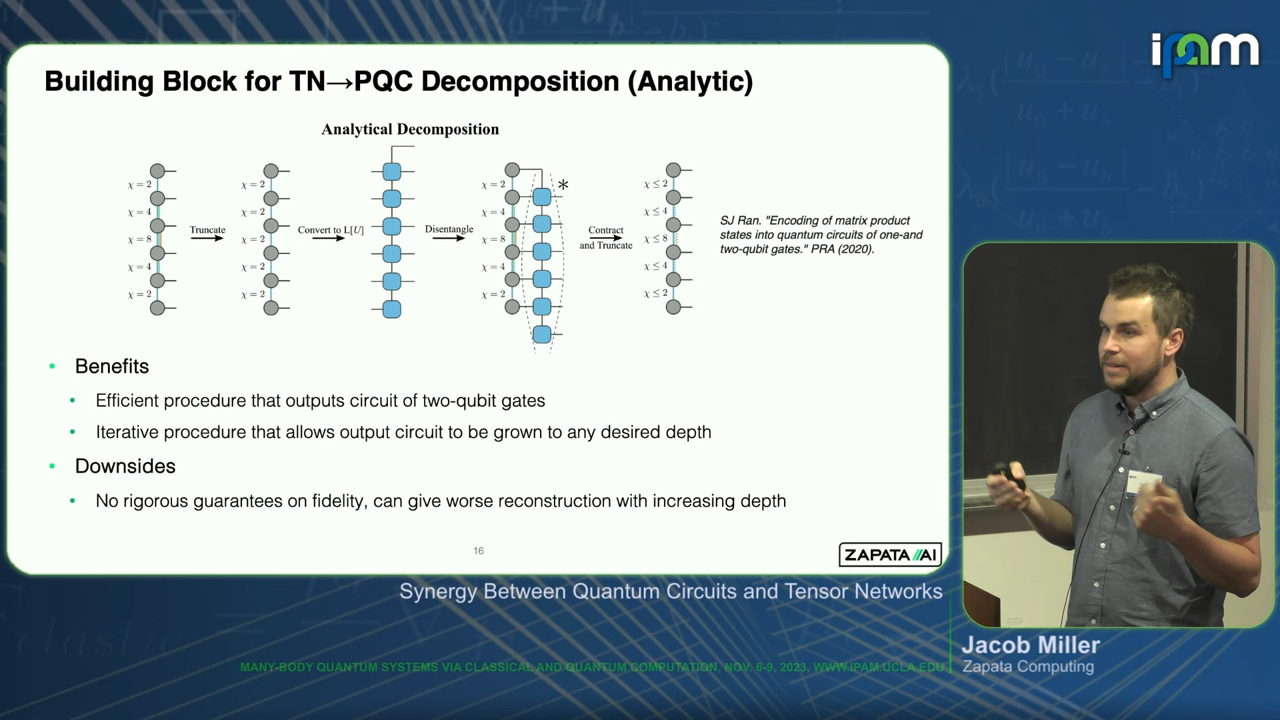 ipam
Building Block for TN→PQC Decomposition (Analytic)
Analytical Decomposition
χ = 2
χ = 4
χ = 8
χ = 4
χ = 2
Truncate
χ = 2
χ = 2
χ = 2
χ = 2
χ = 2
Convert to L[U]
Disentangle
χ = 2
χ = 4
χ = 8
χ = 4
χ = 2
*
Contract
and Truncate
χ ≤ 2
χ ≤ 4
χ ≤ 8
χ ≤ 4
χ ≤ 2
SJ Ran. "Encoding of matrix product
states into quantum circuits of one-and
two-qubit gates." PRA (2020).
• Benefits
• Efficient procedure that outputs circuit of two-qubit gates
• Iterative procedure that allows output circuit to be grown to any desired depth
• Downsides
• No rigorous guarantees on fidelity, can give worse reconstruction with increasing depth
16
ZAPATA //AI
Synergy Between Quantum Circuits and Tensor Networks
Jacob Miller
Zapata Computing
MANY-BODY QUANTUM SYSTEMS VIA CLASSICAL AND QUANTUM COMPUTATION, NOV. 6-9, 2023, WWW.IPAM.UCLA.EDU